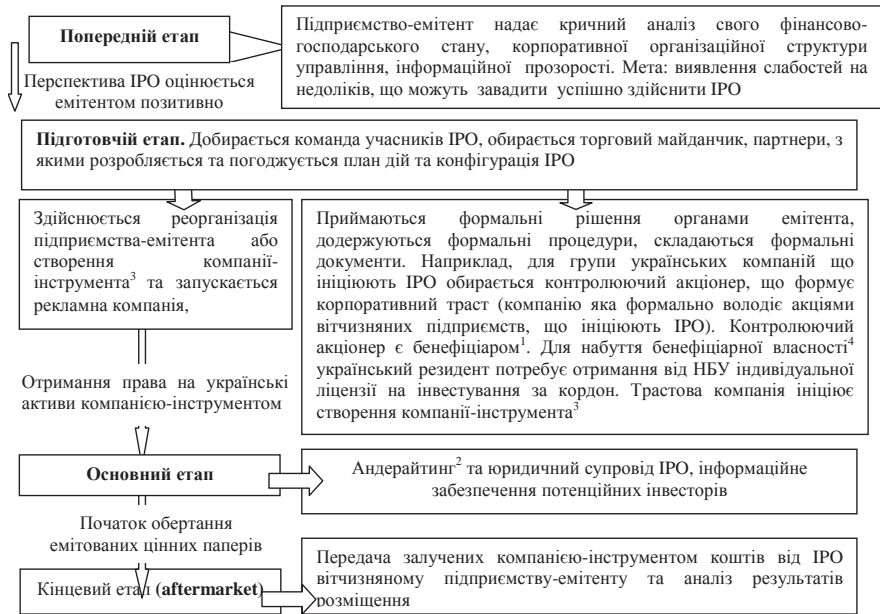 Попередній етап
Підприємство-емітент надає кричний аналіз свого фінансово-
господарського стану, корпоративної організаційної структури
управління, інформаційної прозорості. Мета: виявлення слабостей на
недоліків, що можуть завадити успішно здійснити IPO
Перспектива IPO оцінюється
емітентом позитивно
Підготовчій етап. Добирається команда учасників IPO, обирається торговий майданчик, партнери, з
якими розробляється та погоджується план дій та конфігурація IPO
Здійснюється реорганізація
підприємства-емітента або
створення компанії-
інструмента³ та запускається
рекламна компанія,
Приймаються формальні рішення органами емітента,
додержуються формальні процедури, складаються формальні
документи. Наприклад, для групи українських компаній що
ініціюють IPO обирається контролюючий акціонер, що формує
корпоративний траст (компанію яка формально володіє акціями
вітчизняних підприємств, що ініціюють IPO). Контролюючий
акціонер є бенефіціаром¹. Для набуття бенефіціарної власності⁴
український резидент потребує отримання від НБУ індивідуальної
ліцензії на інвестування за кордон. Трастова компанія ініціює
створення компанії-інструмента³
Отримання права на українські
активи компанією-інструментом
Основний етап
Андерайтинг² та юридичний супровід IPO, інформаційне
забезпечення потенційних інвесторів
Початок обертання
емітованих цінних паперів
Кінцевий етап (aftermarket)
Передача залучених компанією-інструментом коштів від IPO
вітчизняному підприємству-емітенту та аналіз результатів
розміщення